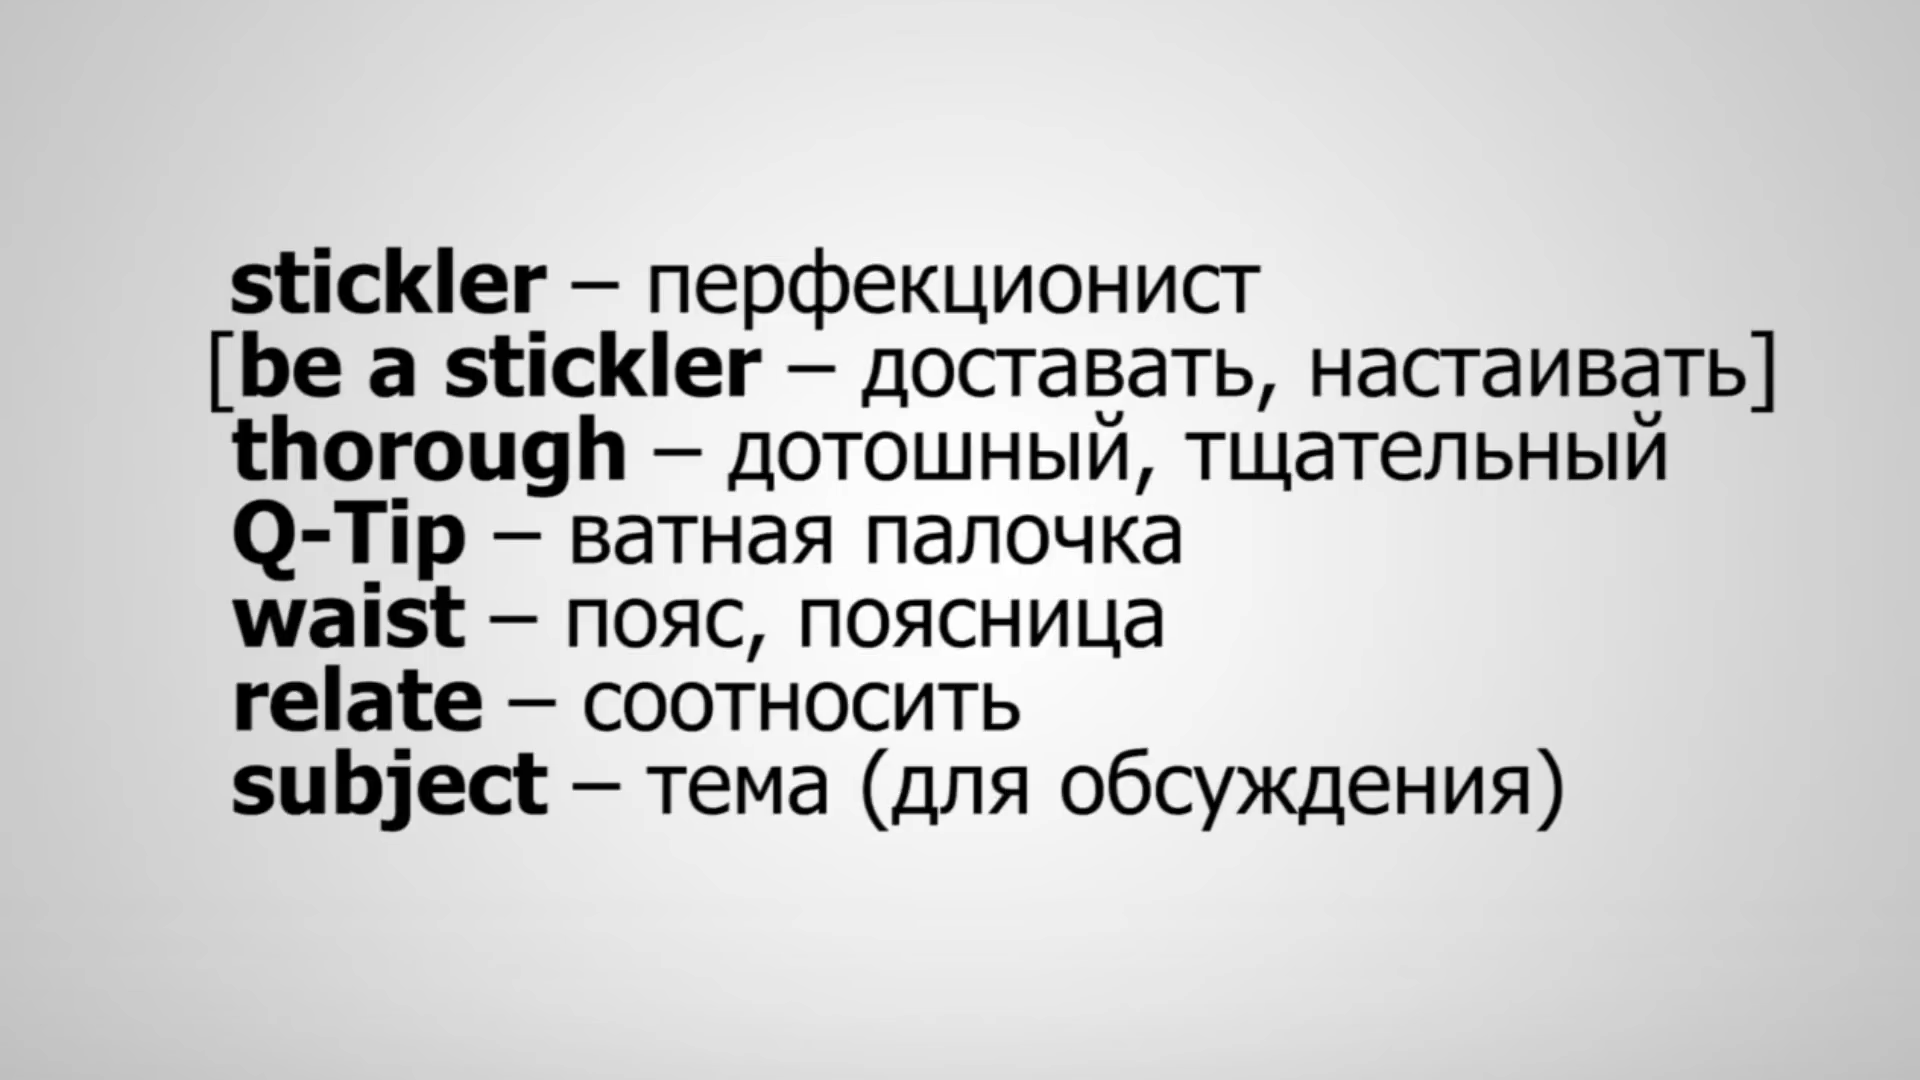 stickler – перфекционист
[be a stickler – доставать, настаивать]
thorough – дотошный, тщательный
Q-Tip – ватная палочка
waist – пояс, поясница
relate – соотносить
subject – тема (для обсуждения)